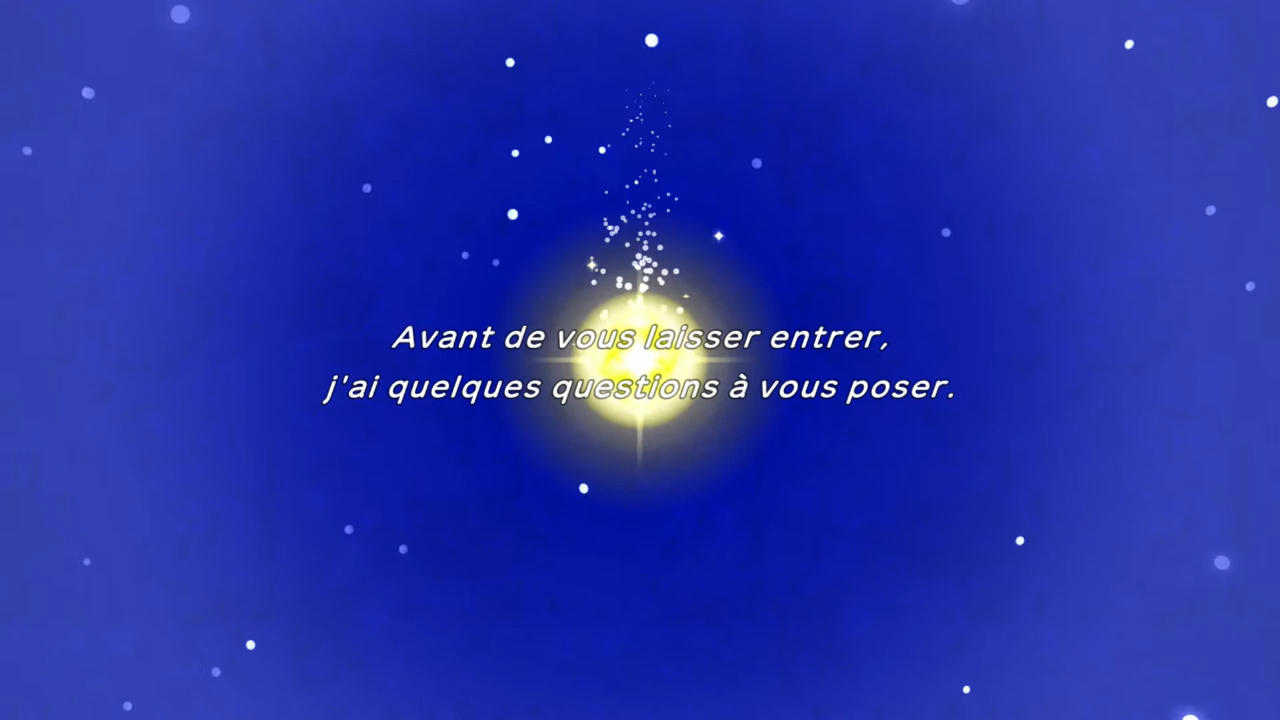 Avant de vous laisser entrer,
j'ai quelques questions à vous poser.